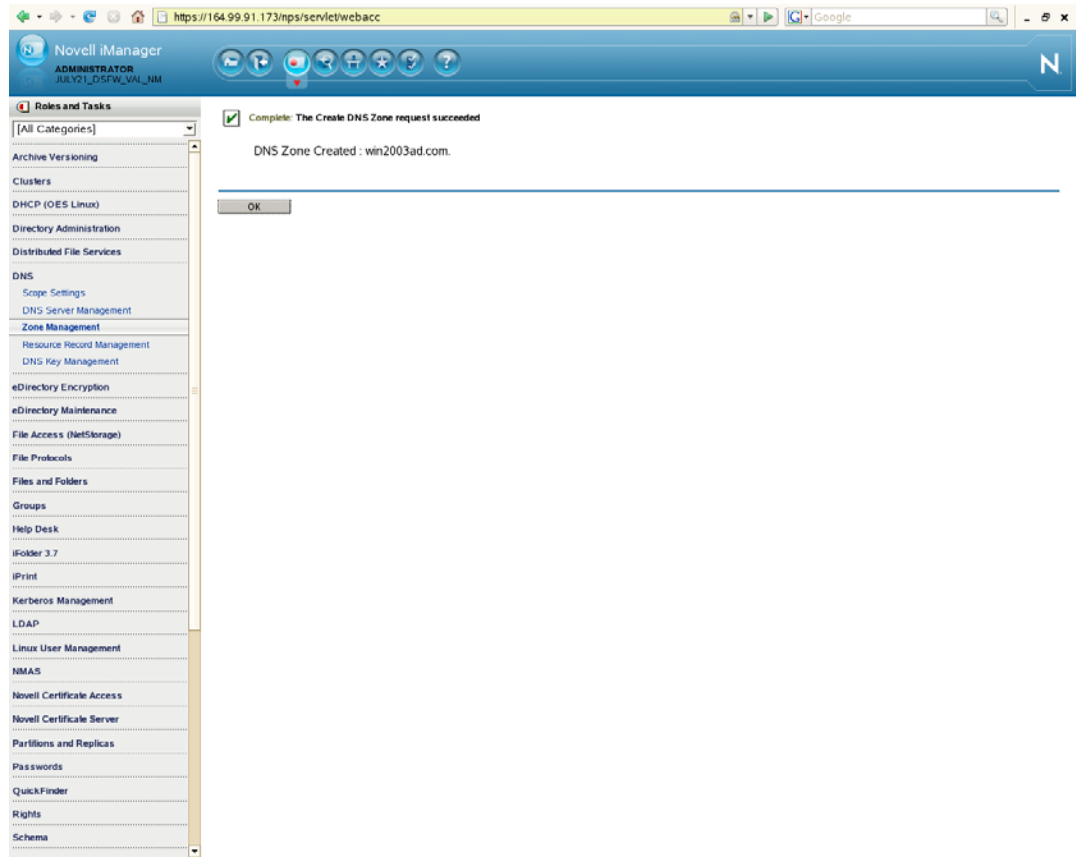 https://164.99.91.173/nps/servlet/webacc
G
Google
N
Novell iManager
ADMINISTRATOR
JULY21_DSFW_VAL_NM
?
N
Roles and Tasks
[All Categories]
Archive Versioning
Clusters
DHCP (OES Linux)
Directory Administration
Distributed File Services
DNS
Scope Settings
DNS Server Management
Zone Management
Resource Record Management
DNS Key Management
eDirectory Encryption
eDirectory Maintenance
File Access (NetStorage)
File Protocols
Files and Folders
Groups
Help Desk
iFolder 3.7
iPrint
Kerberos Management
LDAP
Linux User Management
NMAS
Novell Certificate Access
Novell Certificate Server
Partitions and Replicas
Passwords
QuickFinder
Rights
Schema
Complete: The Create DNS Zone request succeeded
DNS Zone Created : win2003ad.com.
OK